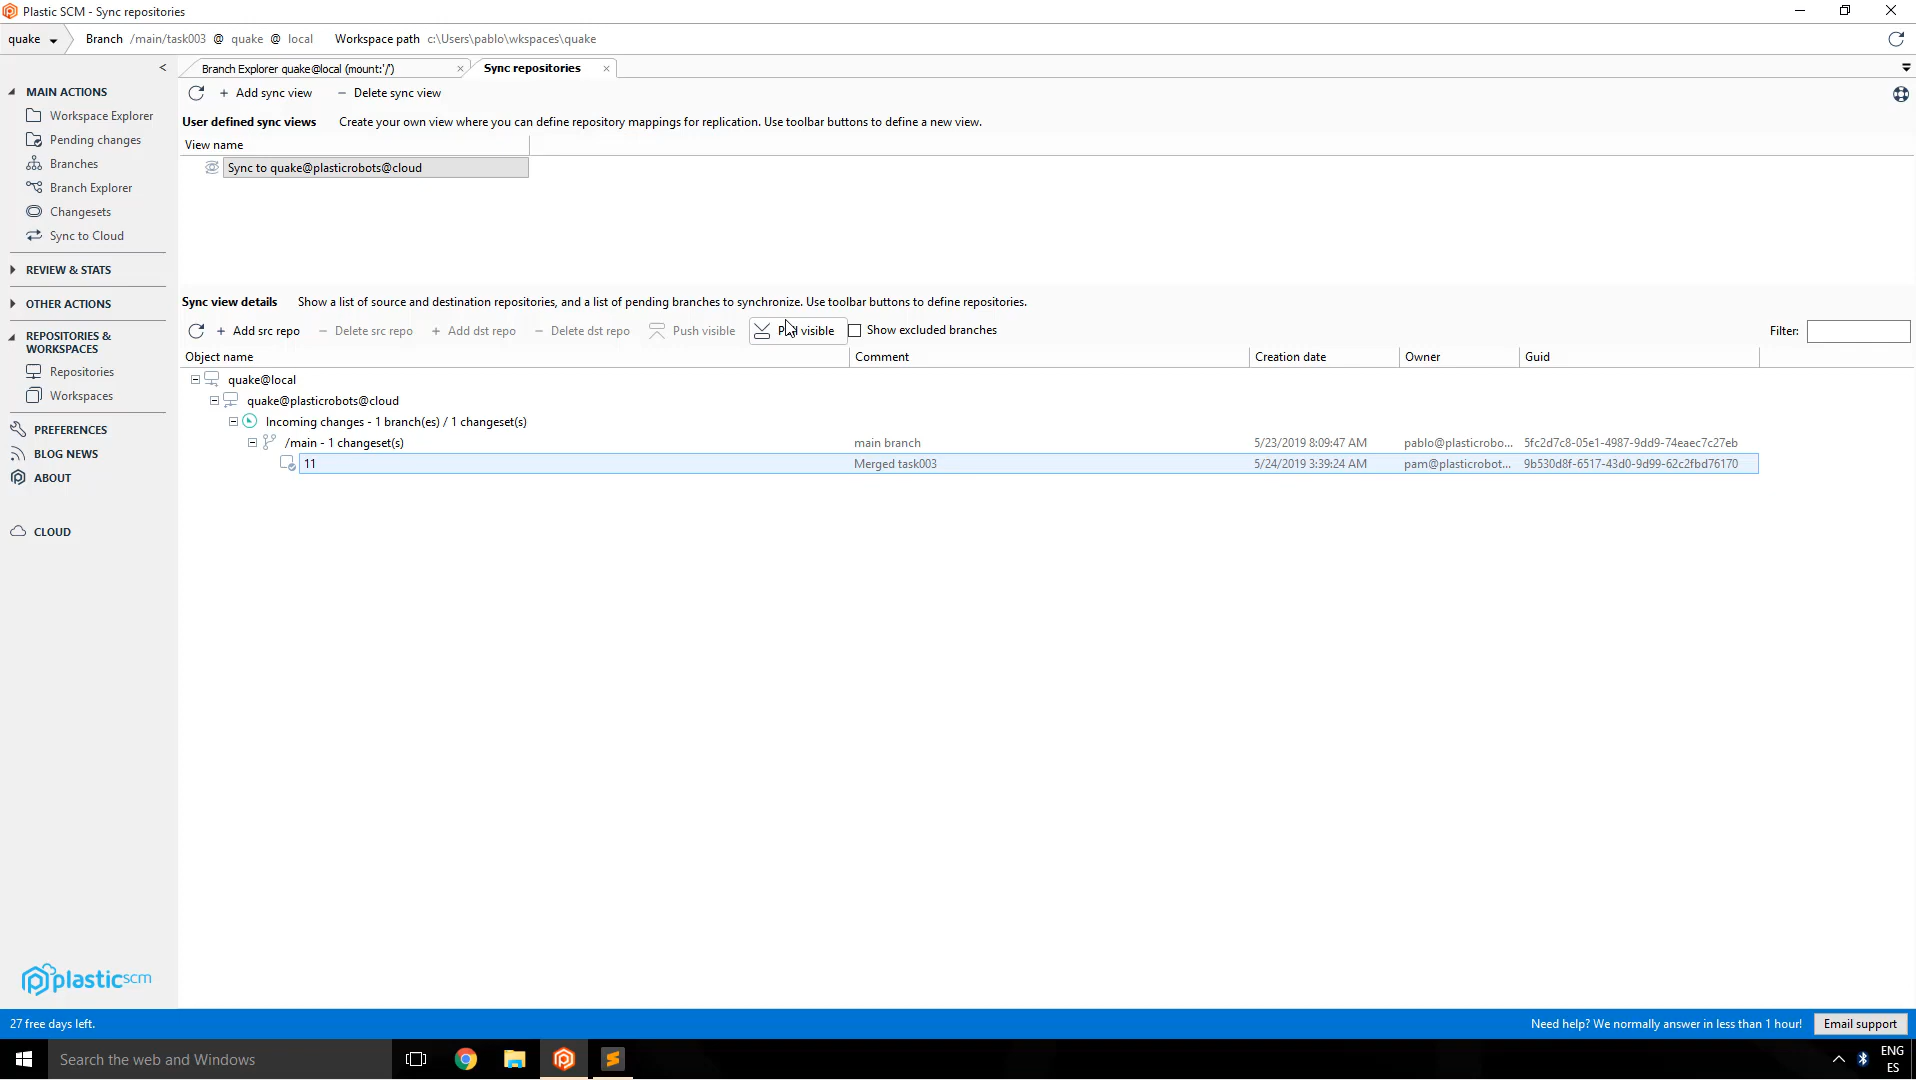 Plastic SCM - Sync repositories
quake Branch /main/task003 @ quake @ local Workspace path c:\Users\pablo\wkspaces\quake
<
Branch Explorer quake@local (mount:'/') × Sync repositories ×
+ Add sync view − Delete sync view
User defined sync views Create your own view where you can define repository mappings for replication. Use toolbar buttons to define a new view.
View name
Sync to quake@plasticrobots@cloud
MAIN ACTIONS
Workspace Explorer
Pending changes
Branches
Branch Explorer
Changesets
Sync to Cloud
REVIEW & STATS
OTHER ACTIONS
REPOSITORIES &
WORKSPACES
Repositories
Workspaces
PREFERENCES
BLOG NEWS
ABOUT
CLOUD
Sync view details Show a list of source and destination repositories, and a list of pending branches to synchronize. Use toolbar buttons to define repositories.
+ Add src repo − Delete src repo + Add dst repo − Delete dst repo Push visible visible Show excluded branches Filter:
Object name Comment Creation date Owner Guid
quake@local
quake@plasticrobots@cloud
Incoming changes - 1 branch(es) / 1 changeset(s)
/main - 1 changeset(s) main branch 5/23/2019 8:09:47 AM pablo@plasticrobo... 5fc2d7c8-05e1-4987-9dd9-74eaec7c27eb
11 Merged task003 5/24/2019 3:39:24 AM pam@plasticrobot... 9b530d8f-6517-43d0-9d99-62c2fbd76170
plasticscm
27 free days left. Need help? We normally answer in less than 1 hour! Email support
Search the web and Windows
ENG
ES